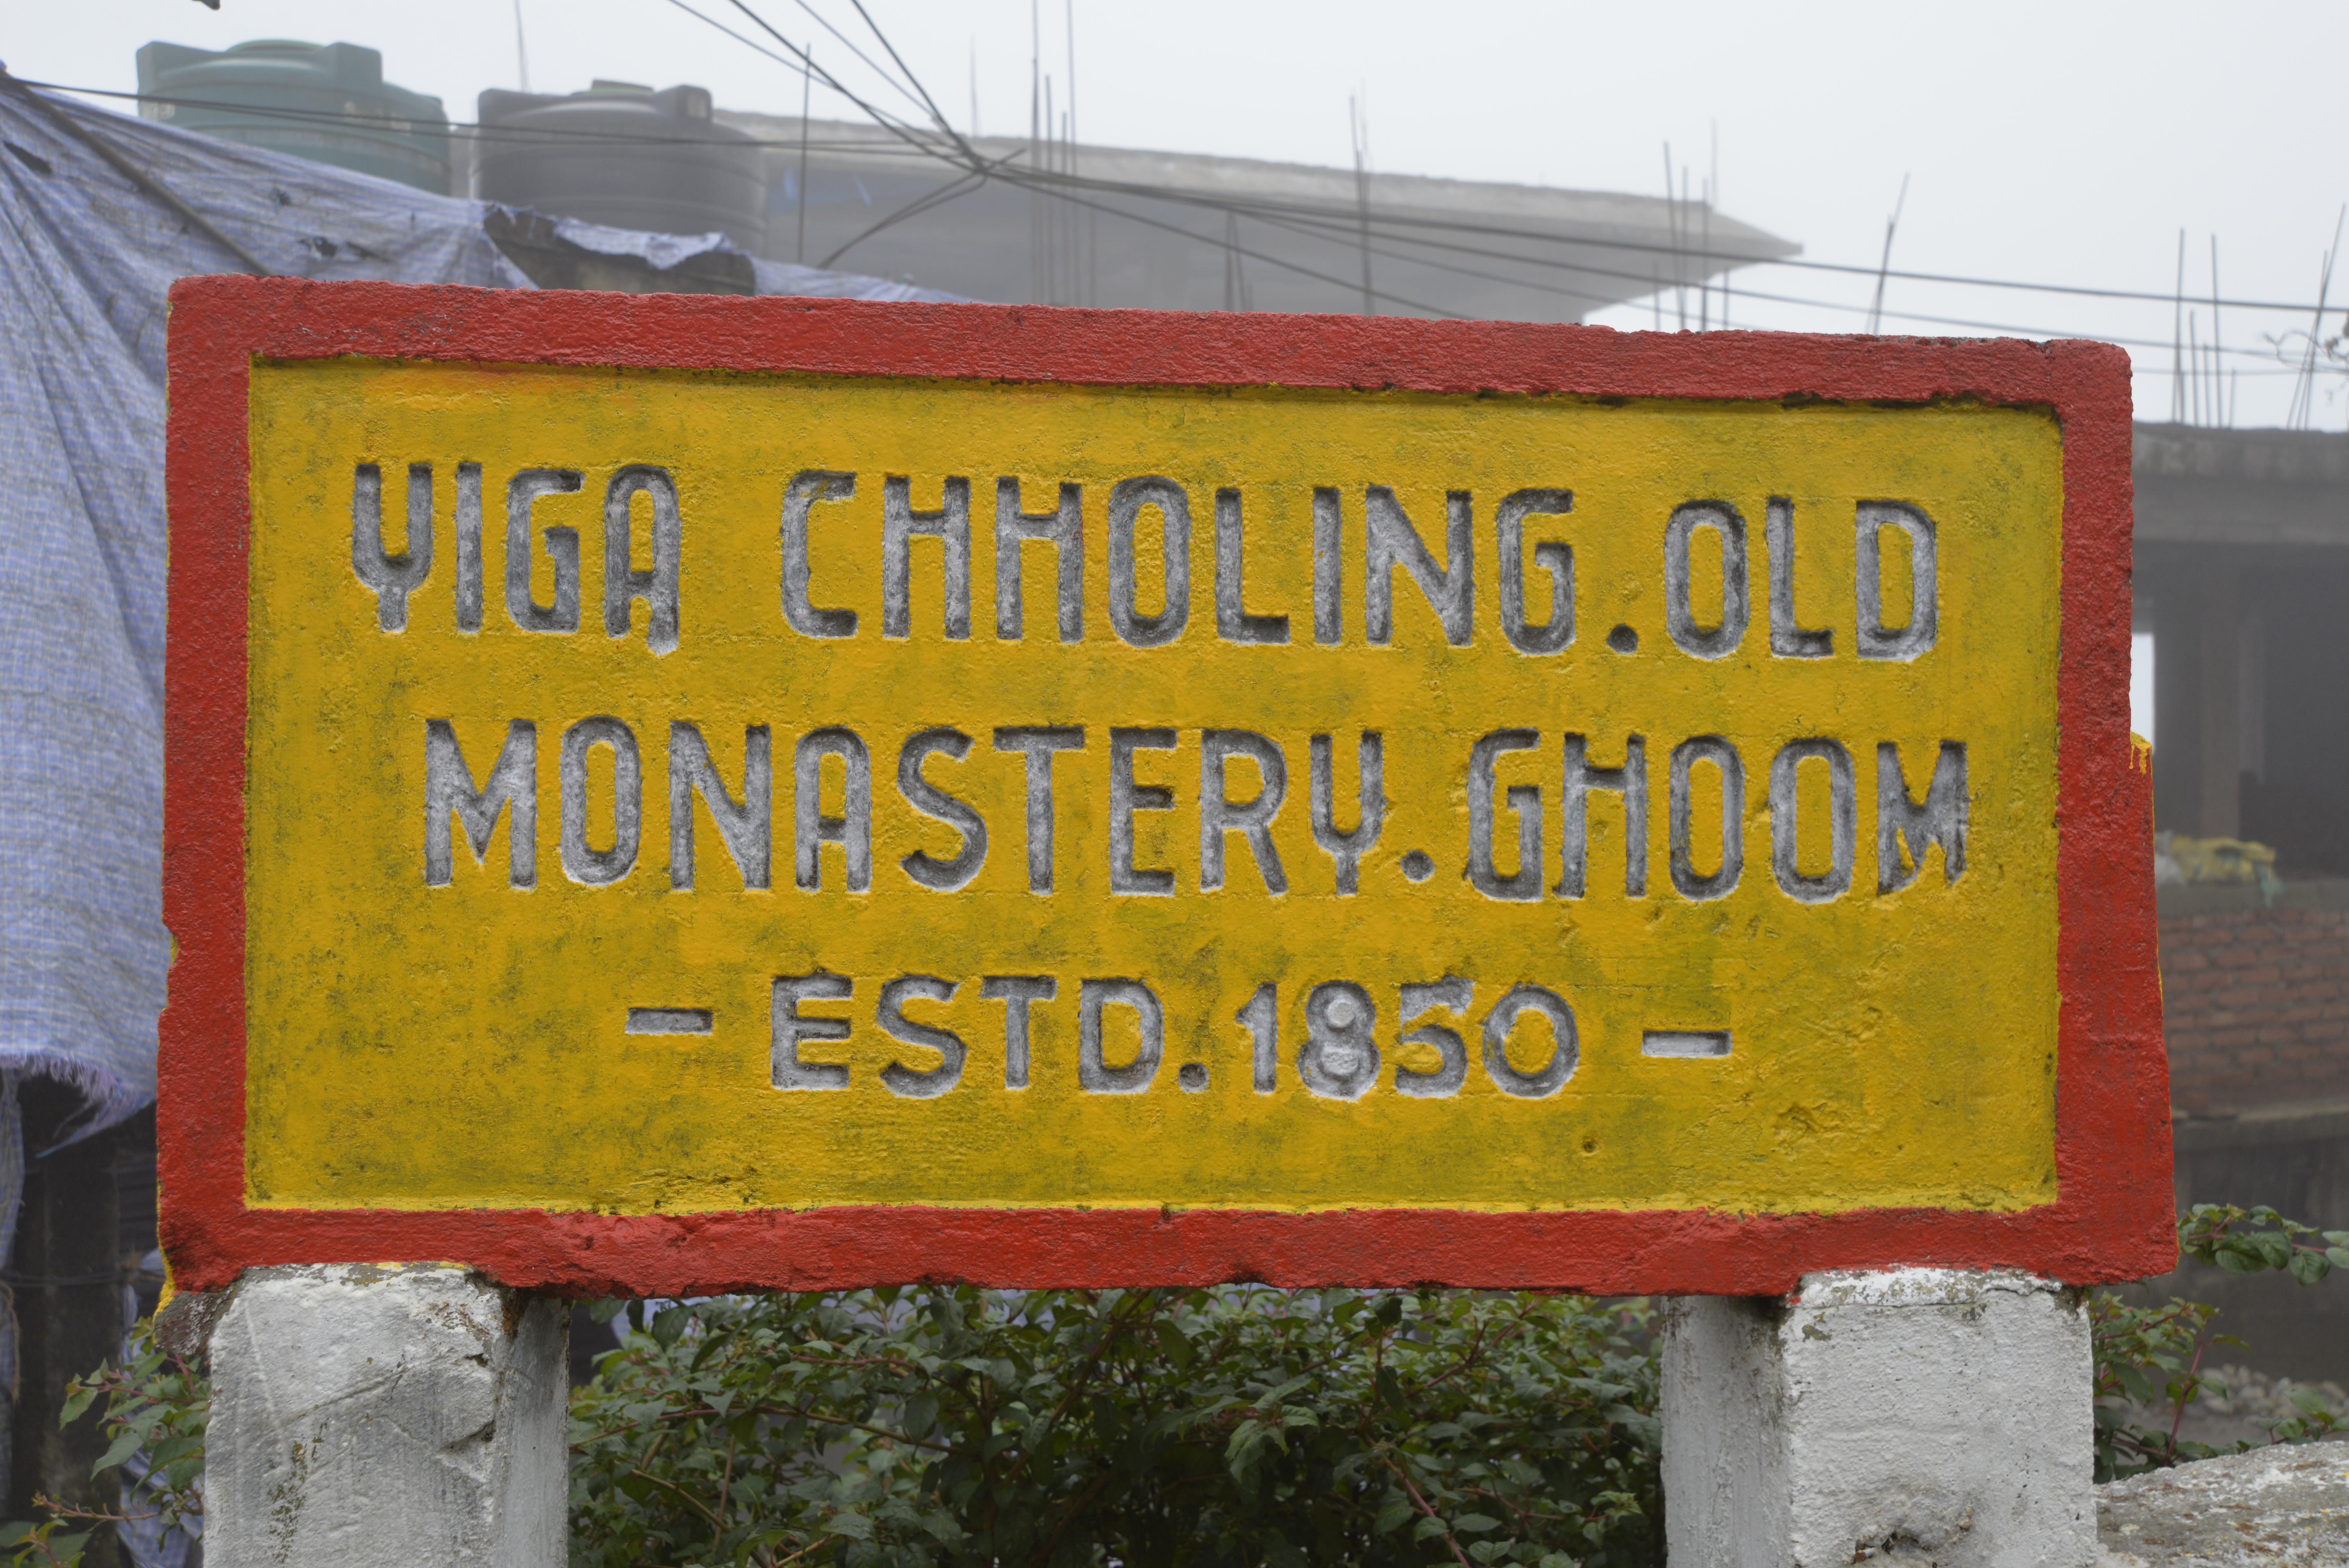 YIGA CHHOLING.OLD
MONASTERY.GHOOM
- ESTD.1850 -